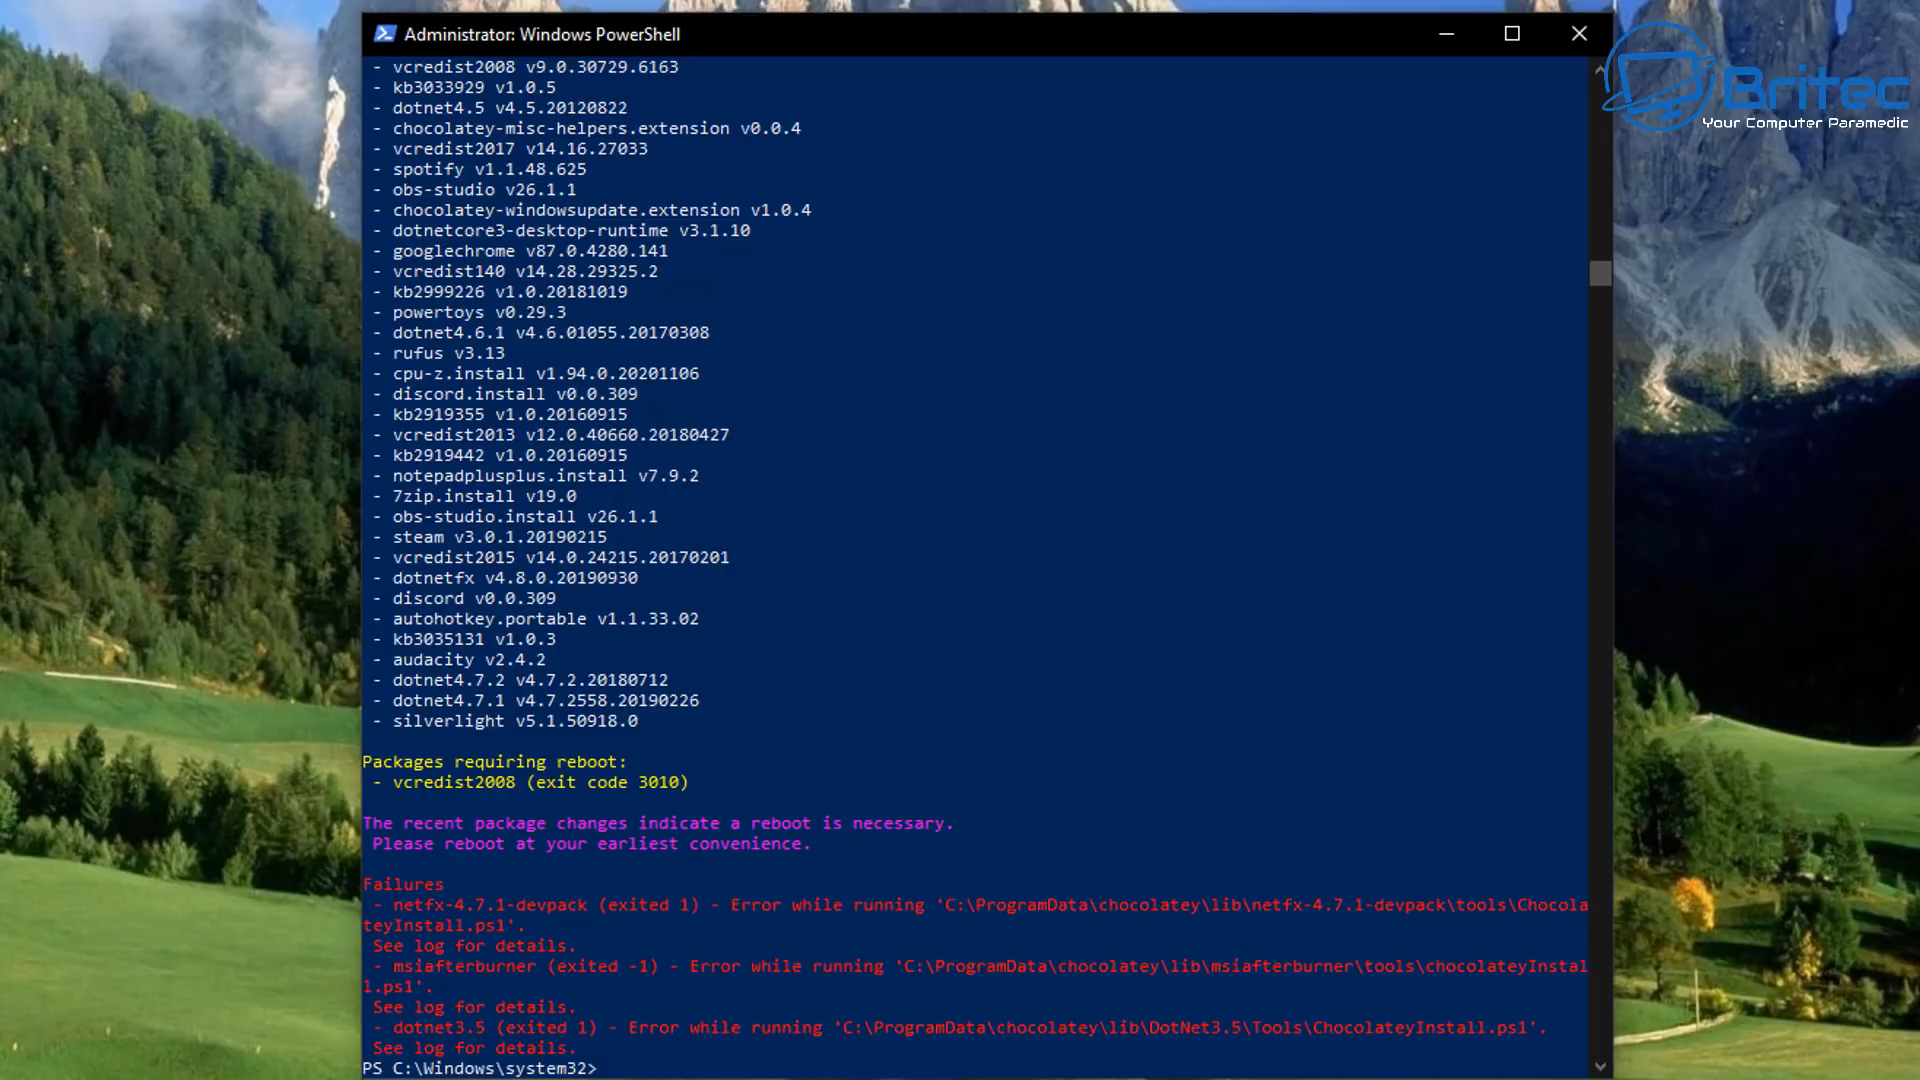 Administrator: Windows PowerShell
Britec
Your Computer Paramedic
- vcredist2008 v9.0.30729.6163
- kb3033929 v1.0.5
- dotnet4.5 v4.5.20120822
- chocolatey-misc-helpers.extension v0.0.4
- vcredist2017 v14.16.27033
- spotify v1.1.48.625
- obs-studio v26.1.1
- chocolatey-windowsupdate.extension v1.0.4
- dotnetcore3-desktop-runtime v3.1.10
- googlechrome v87.0.4280.141
- vcredist140 v14.28.29325.2
- kb2999226 v1.0.20181019
- powertoys v0.29.3
- dotnet4.6.1 v4.6.01055.20170308
- rufus v3.13
- cpu-z.install v1.94.0.20201106
- discord.install v0.0.309
- kb2919355 v1.0.20160915
- vcredist2013 v12.0.40660.20180427
- kb2919442 v1.0.20160915
- notepadplusplus.install v7.9.2
- 7zip.install v19.0
- obs-studio.install v26.1.1
- steam v3.0.1.20190215
- vcredist2015 v14.0.24215.20170201
- dotnetfx v4.8.0.20190930
- discord v0.0.309
- autohotkey.portable v1.1.33.02
- kb3035131 v1.0.3
- audacity v2.4.2
- dotnet4.7.2 v4.7.2.20180712
- dotnet4.7.1 v4.7.2558.20190226
- silverlight v5.1.50918.0
Packages requiring reboot:
- vcredist2008 (exit code 3010)
The recent package changes indicate a reboot is necessary.
Please reboot at your earliest convenience.
Failures
- netfx-4.7.1-devpack (exited 1) - Error while running 'C:\ProgramData\chocolatey\lib\netfx-4.7.1-devpack\tools\Chocola
teyInstall.ps1'.
See log for details.
- msiafterburner (exited -1) - Error while running 'C:\ProgramData\chocolatey\lib\msiafterburner\tools\chocolateyInstal
l.ps1'.
See log for details.
- dotnet3.5 (exited 1) - Error while running 'C:\ProgramData\chocolatey\lib\DotNet3.5\Tools\ChocolateyInstall.ps1'.
See log for details.
PS C:\Windows\system32>